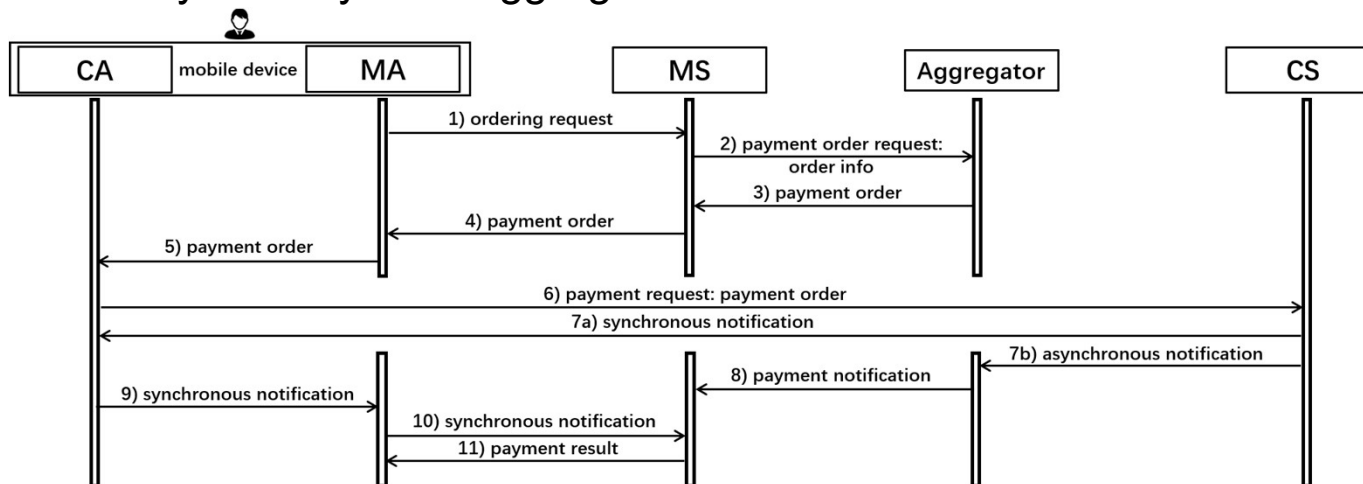 CA
mobile device
MA
MS
Aggregator
CS
1) ordering request
2) payment order request:
order info
3) payment order
4) payment order
5) payment order
6) payment request: payment order
7a) synchronous notification
7b) asynchronous notification
8) payment notification
9) synchronous notification
10) synchronous notification
11) payment result